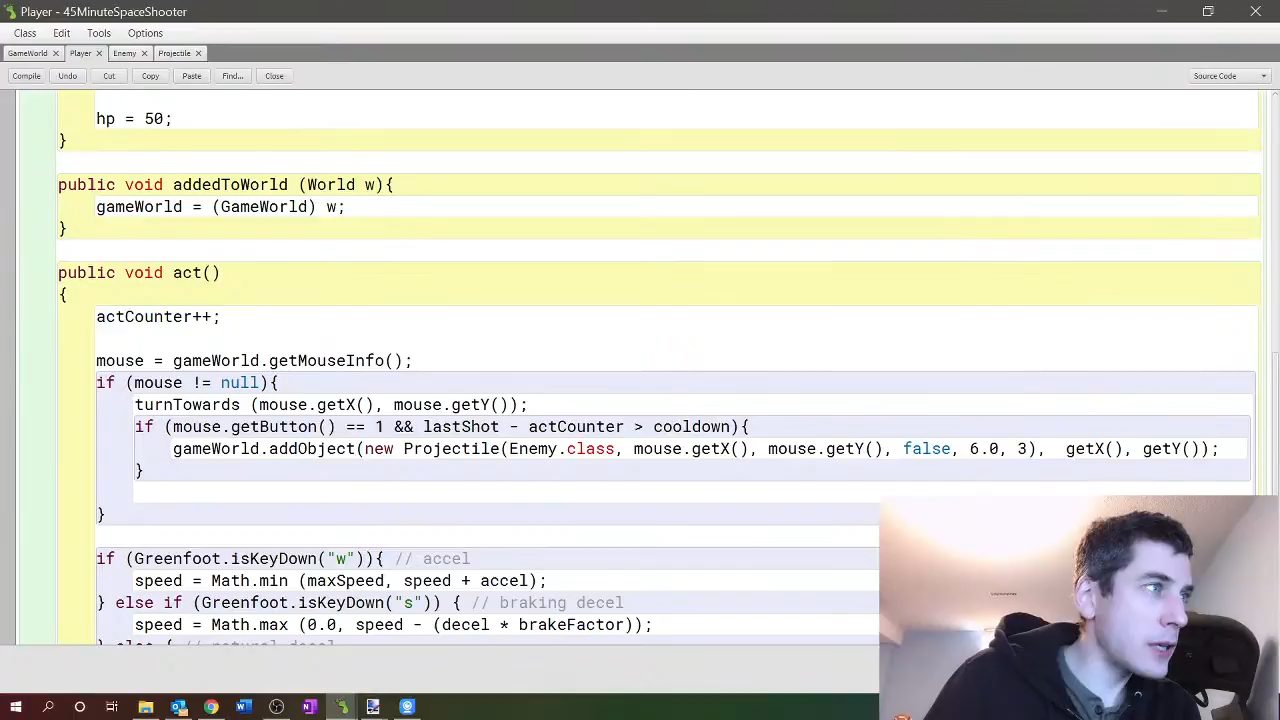 Player - 45MinuteSpaceShooter
Class Edit Tools Options
GameWorld Player Enemy Projectile
Compile Undo Cut Copy Paste Find... Close Source Code
hp = 50;
}
public void addedToWorld (World w){
gameWorld = (GameWorld) w;
}
public void act()
{
actCounter++;
mouse = gameWorld.getMouseInfo();
if (mouse != null){
turnTowards (mouse.getX(), mouse.getY());
if (mouse.getButton() == 1 && lastShot - actCounter > cooldown){
gameWorld.addObject(new Projectile(Enemy.class, mouse.getX(), mouse.getY(), false, 6.0, 3), getX(), getY());
}
}
if (Greenfoot.isKeyDown("w")){ // accel
speed = Math.min (maxSpeed, speed + accel);
} else if (Greenfoot.isKeyDown("s")) { // braking decel
speed = Math.max (0.0, speed - (decel * brakeFactor));
} else { // natural decel